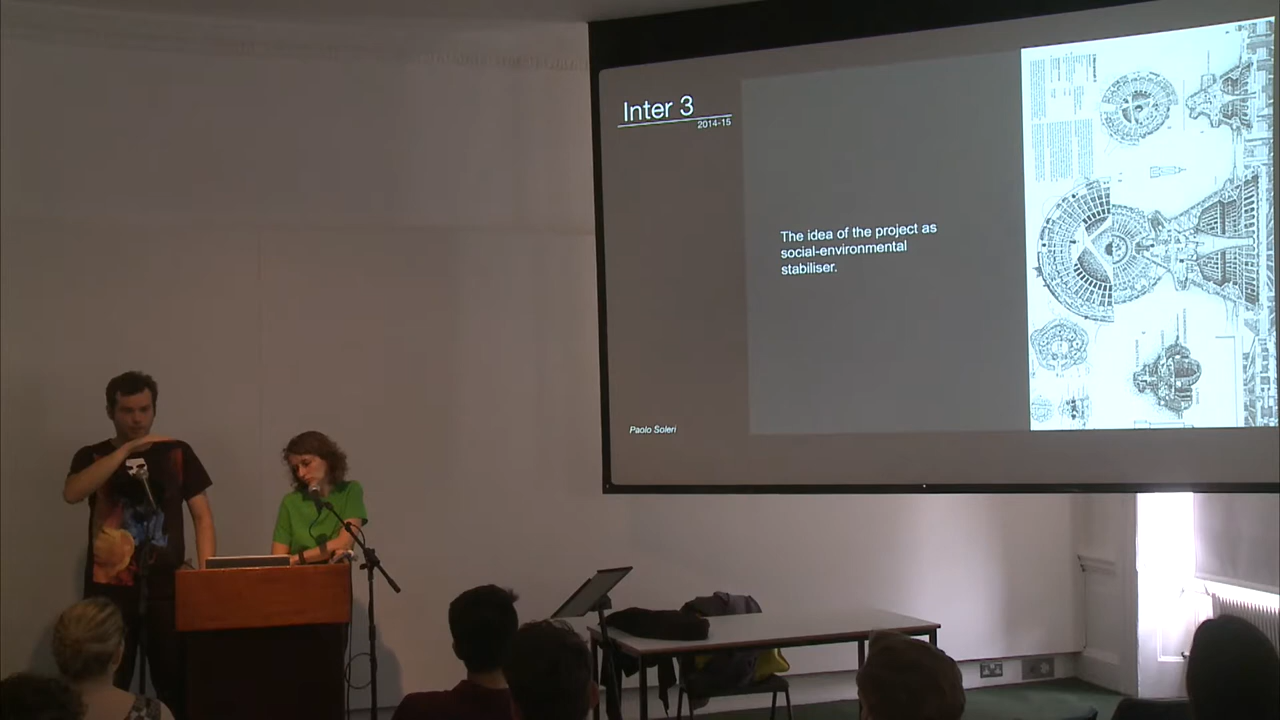 Inter 3
2014-15
The idea of the project as
social-environmental
stabiliser.
Paolo Soleri